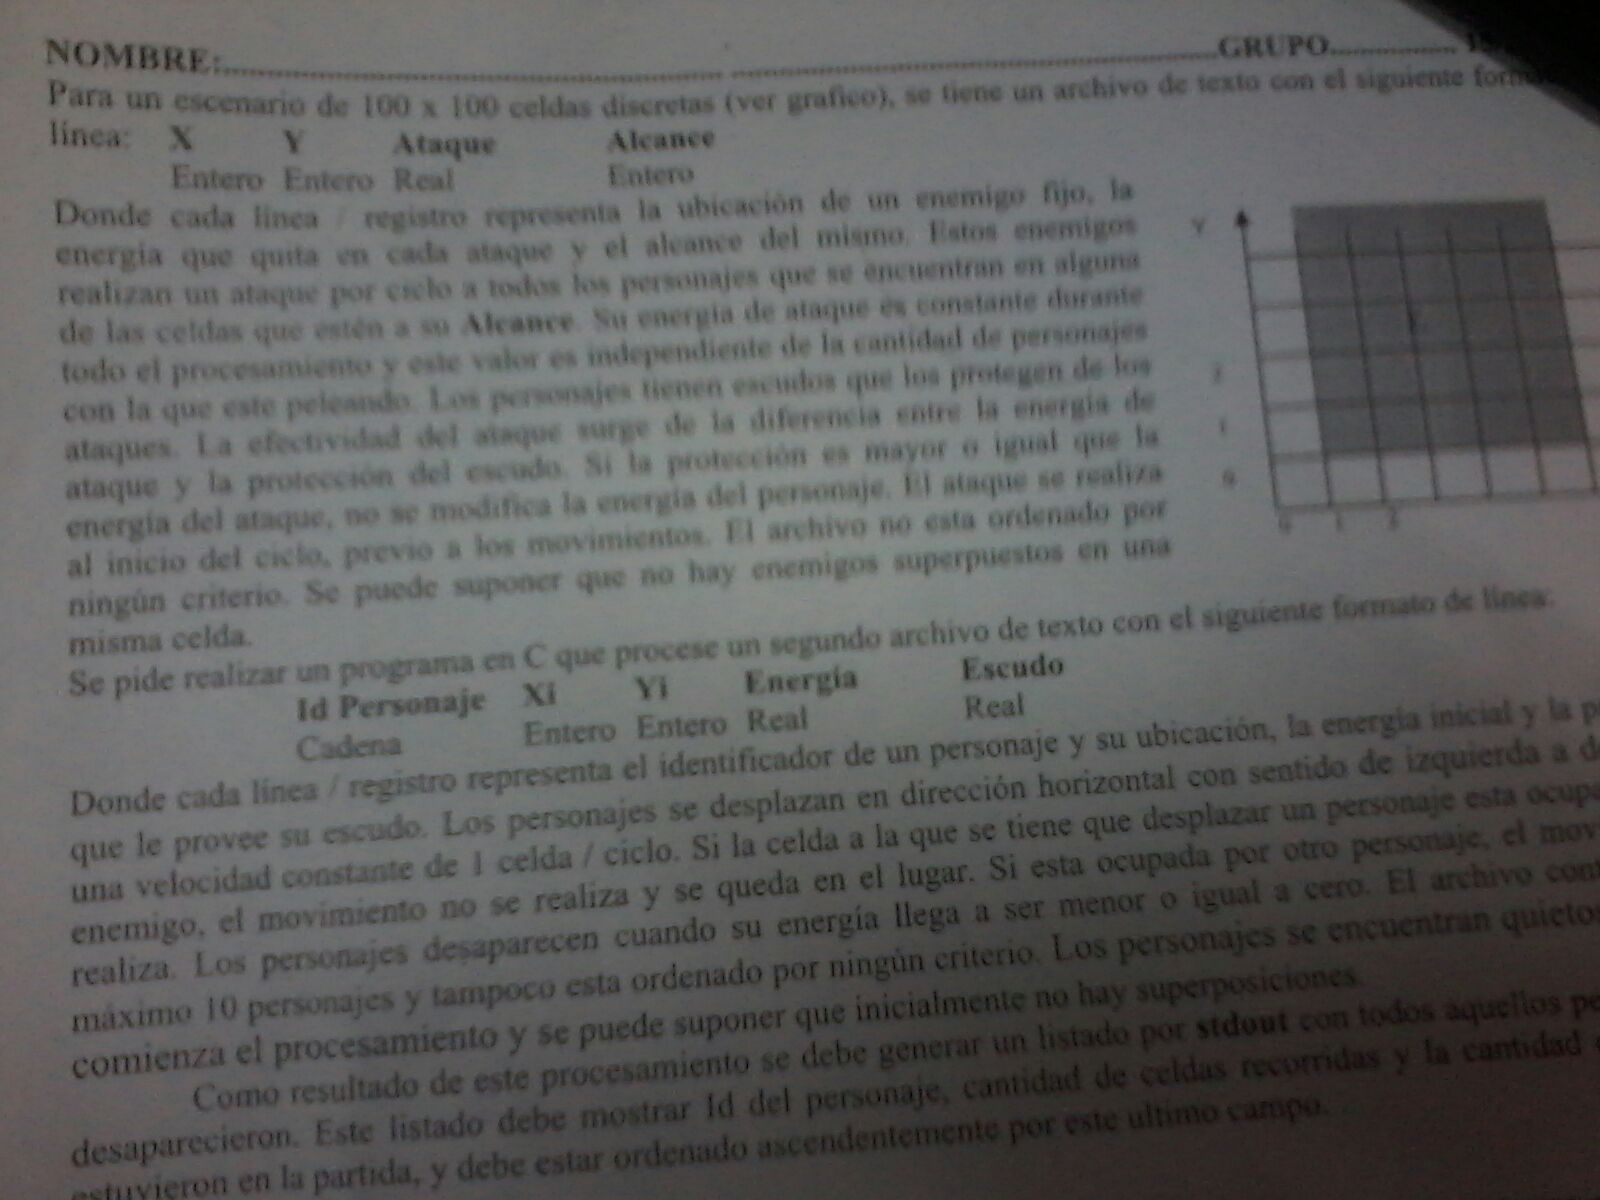 NOMBRE: GRUPO
Para un escenario de 100 x 100 celdas discretas (ver grafico), se tiene un archivo de texto con el siguiente
línea: X Y Ataque Alcance
Entero Entero Real Entero
Donde cada línea / registro representa la ubicación de un enemigo fijo, la
energía que quita en cada ataque y el alcance del mismo. Estos enemigos
realizan un ataque por ciclo a todos los personajes que se encuentran en alguna
de las celdas que estén a su Alcance. Su energía de ataque es constante durante
todo el procesamiento y este valor es independiente de la cantidad de personajes
con la que este peleando. Los personajes tienen escudos que los protegen de los
ataques. La efectividad del ataque surge de la diferencia entre la energía de
ataque y la protección del escudo. Si la protección es mayor o igual que la
energía del ataque, no se modifica la energía del personaje. El ataque se realiza
al inicio del ciclo, previo a los movimientos. El archivo no esta ordenado por
ningún criterio. Se puede suponer que no hay enemigos superpuestos en una
misma celda.
Y
2
1
0
0 1 2
Se pide realizar un programa en C que procese un segundo archivo de texto con el siguiente formato de línea:
Id Personaje Xi Yi Energía Escudo
Cadena Entero Entero Real Real
Donde cada línea / registro representa el identificador de un personaje y su ubicación, la energía inicial y la
que le provee su escudo. Los personajes se desplazan en dirección horizontal con sentido de izquierda a
una velocidad constante de 1 celda / ciclo. Si la celda a la que se tiene que desplazar un personaje esta
enemigo, el movimiento no se realiza y se queda en el lugar. Si esta ocupada por otro personaje, el
realiza. Los personajes desaparecen cuando su energía llega a ser menor o igual a cero. El archivo
máximo 10 personajes y tampoco esta ordenado por ningún criterio. Los personajes se encuentran
comienza el procesamiento y se puede suponer que inicialmente no hay superposiciones.
Como resultado de este procesamiento se debe generar un listado por stdout con todos aquellos
desaparecieron. Este listado debe mostrar Id del personaje, cantidad de celdas recorridas y la cantidad
estuvieron en la partida, y debe estar ordenado ascendentemente por este ultimo campo.